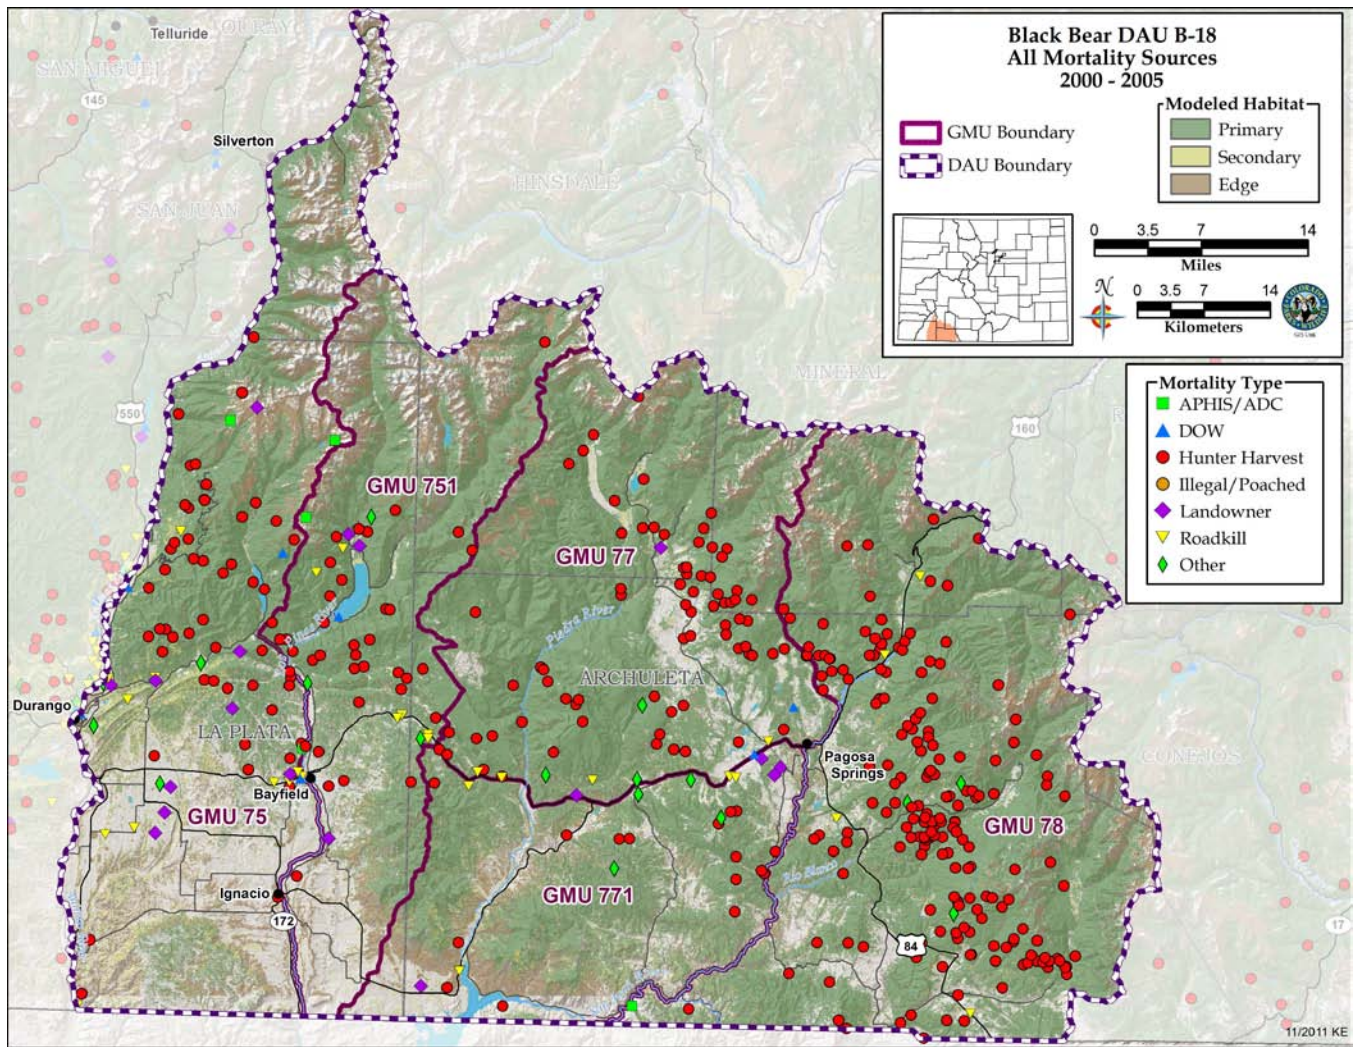 Black Bear DAU B-18
All Mortality Sources
2000 - 2005
GMU Boundary
DAU Boundary
Modeled Habitat
Primary
Secondary
Edge
0 3.5 7 14
Miles
N
0 3.5 7 14
Kilometers
COLORADO
WILDLIFE
Mortality Type
APHIS/ADC
DOW
Hunter Harvest
Illegal/Poached
Landowner
Roadkill
Other
Telluride
OURAY
SAN MIGUEL
145
Silverton
HINSDALE
SAN JUAN
MINERAL
550
160
GMU 751
GMU 77
Pines River
Piedra River
ARCHULETA
Durango
LA PLATA
Pagosa
Springs
CONEJOS
Bayfield
GMU 75
GMU 78
Rio Blanco
Ignacio
GMU 771
172
84
17
11/2011 KE